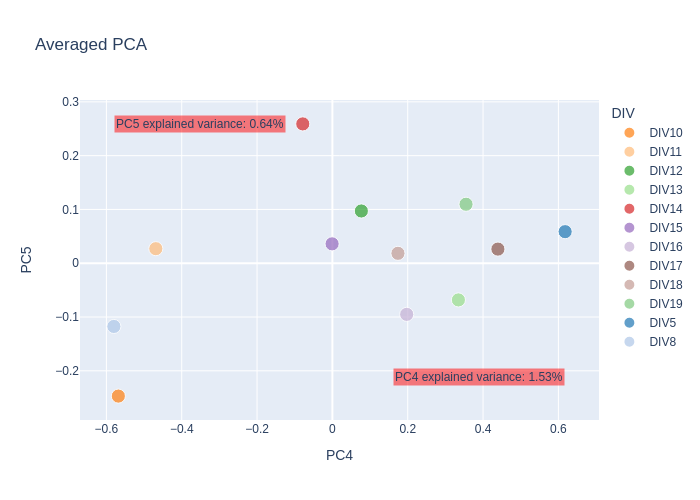 Averaged PCA
DIV
DIV10
DIV11
DIV12
DIV13
DIV14
DIV15
DIV16
DIV17
DIV18
DIV19
DIV5
DIV8
PC5 explained variance: 0.64%
PC4 explained variance: 1.53%
PC5
0.3
0.2
0.1
0
−0.1
−0.2
−0.6
−0.4
−0.2
0
0.2
0.4
0.6
PC4